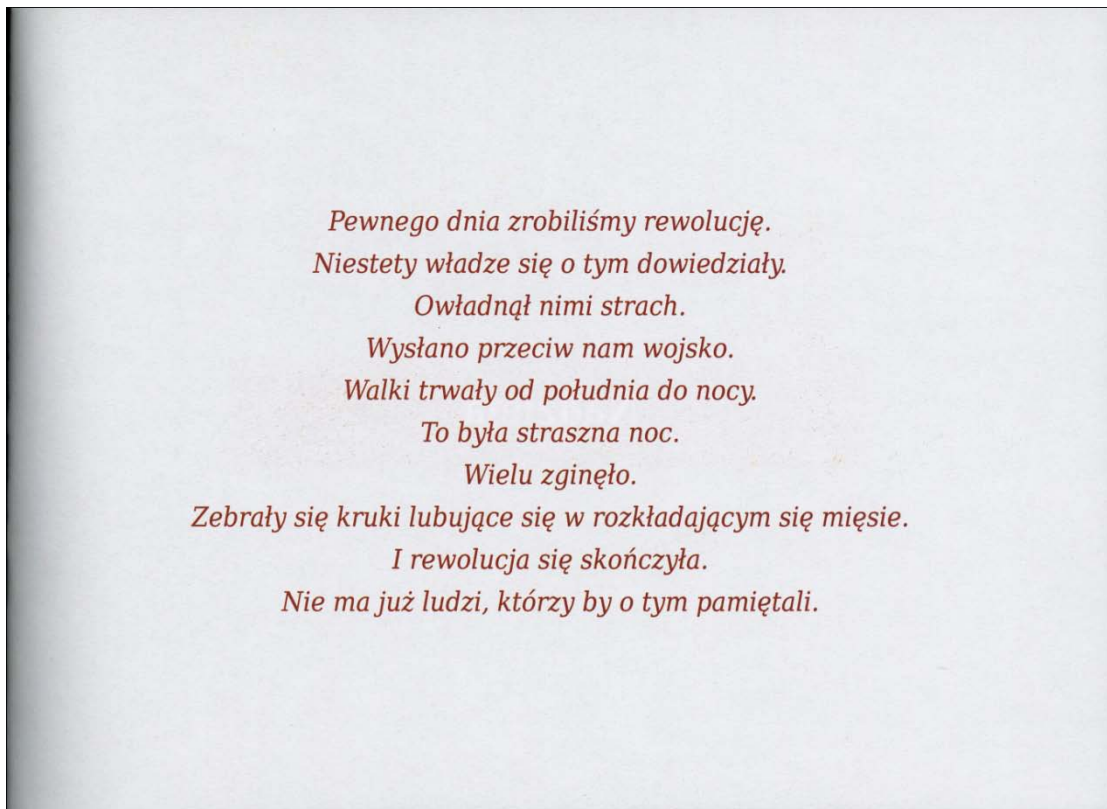 Pewnego dnia zrobiliśmy rewolucję.
Niestety władze się o tym dowiedziały.
Owładnął nimi strach.
Wysłano przeciw nam wojsko.
Walki trwały od południa do nocy.
To była straszna noc.
Wielu zginęło.
Zebrały się kruki lubujące się w rozkładającym się mięsie.
I rewolucja się skończyła.
Nie ma już ludzi, którzy by o tym pamiętali.